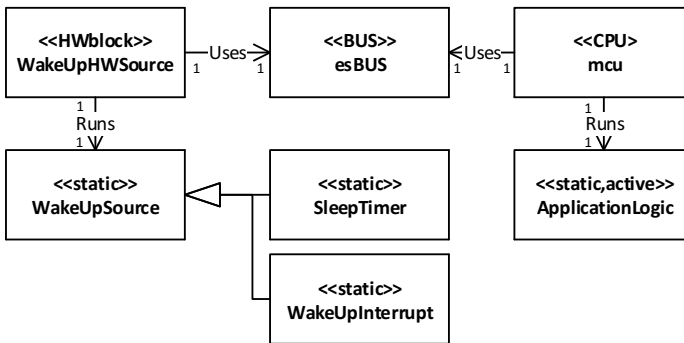 <<HWblock>>
WakeUpHWSource
1
Uses
1
<<BUS>>
esBUS
1
Uses
1
<<CPU>>
mcu
1
Runs
1
1
Runs
1
<<static>>
WakeUpSource
<<static>>
SleepTimer
<<static,active>>
ApplicationLogic
<<static>>
WakeUpInterrupt